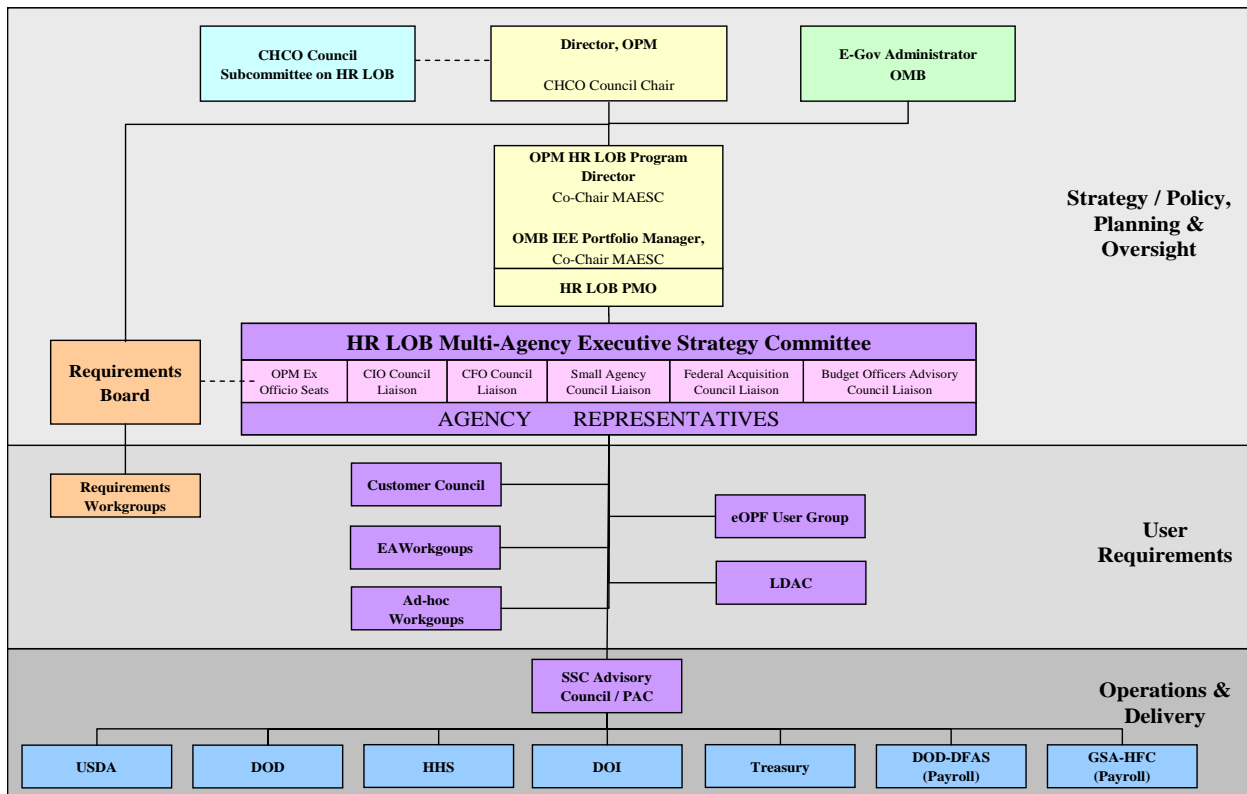 CHCO Council
Subcommittee on HR LOB
Director, OPM
CHCO Council Chair
E-Gov Administrator
OMB
OPM HR LOB Program
Director
Co-Chair MAESC
OMB IEE Portfolio Manager,
Co-Chair MAESC
HR LOB PMO
Strategy / Policy,
Planning &
Oversight
Requirements
Board
HR LOB Multi-Agency Executive Strategy Committee
OPM Ex
Officio Seats
CIO Council
Liaison
CFO Council
Liaison
Small Agency
Council Liaison
Federal Acquisition
Council Liaison
Budget Officers Advisory
Council Liaison
AGENCY REPRESENTATIVES
Requirements
Workgroups
Customer Council
eOPF User Group
EAWorkgoups
LDAC
Ad-hoc
Workgoups
User
Requirements
SSC Advisory
Council / PAC
Operations &
Delivery
USDA
DOD
HHS
DOI
Treasury
DOD-DFAS
(Payroll)
GSA-HFC
(Payroll)